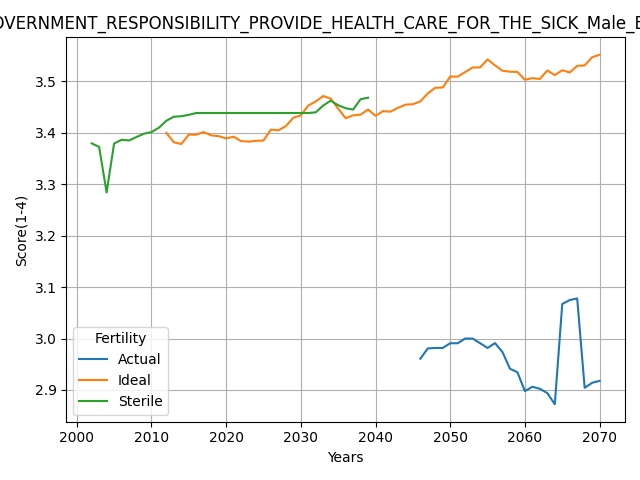 OVERNMENT_RESPONSIBILITY_PROVIDE_HEALTH_CARE_FOR_THE_SICK_Male_E
3.5
3.4
3.3
3.2
3.1
3.0
2.9
Score(1-4)
Fertility
Actual
Ideal
Sterile
2000 2010 2020 2030 2040 2050 2060 2070
Years